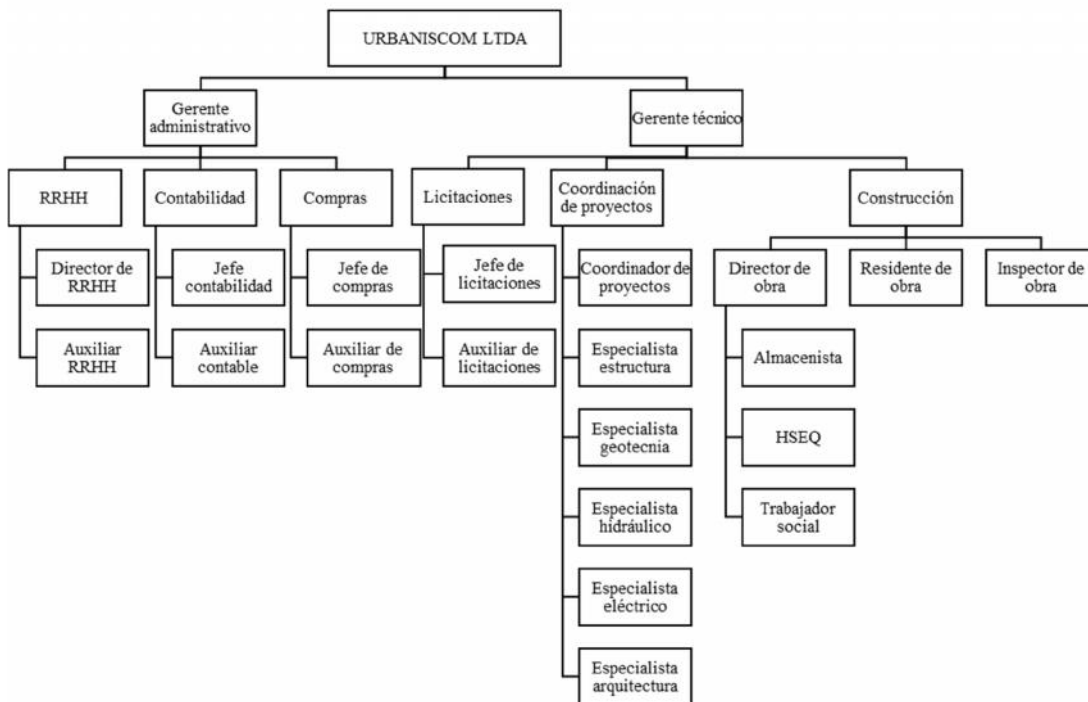 URBANISCOM LTDA
Gerente
administrativo
Gerente técnico
RRHH
Contabilidad
Compras
Licitaciones
Coordinación
de proyectos
Construcción
Director de
RRHH
Jefe
contabilidad
Jefe de
compras
Jefe de
licitaciones
Coordinador de
proyectos
Director de
obra
Residente de
obra
Inspector de
obra
Auxiliar
RRHH
Auxiliar
contable
Auxiliar de
compras
Auxiliar de
licitaciones
Especialista
estructura
Almacenista
Especialista
geotecnia
HSEQ
Especialista
hidráulico
Trabajador
social
Especialista
eléctrico
Especialista
arquitectura